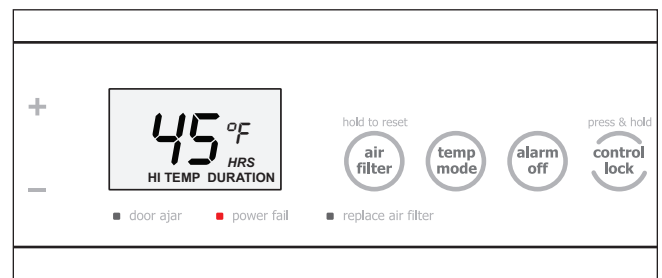 +
hold to reset
press & hold
45 °F
HRS
HI TEMP DURATION
air
filter
temp
mode
alarm
off
control
lock
−
door ajar
power fail
replace air filter